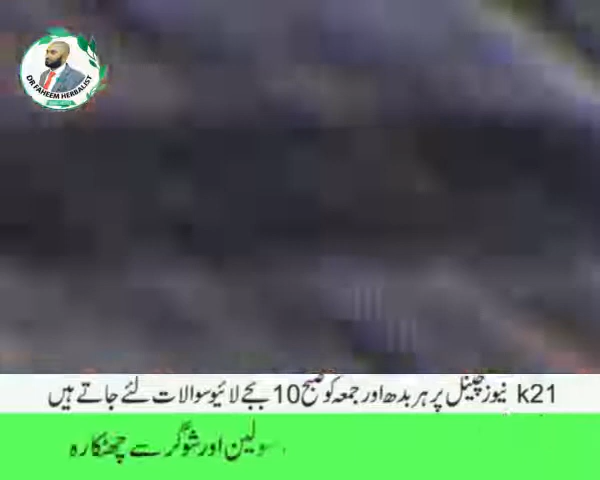 DR FAHEEM HERBALIST
k21 نیوز چینل پر ہر بدھ اور جمعہ کو صبح 10 بجے لائیو سوالات لئے جاتے ہیں
سولین اور شوگر سے چھٹکارہ